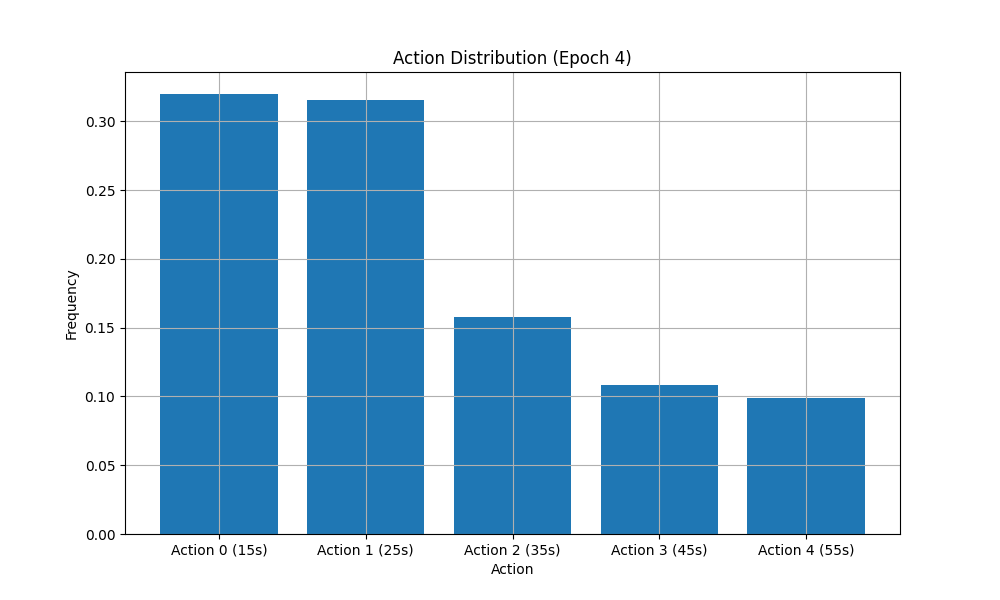 Action Distribution (Epoch 4)
Frequency
0.30
0.25
0.20
0.15
0.10
0.05
0.00
Action 0 (15s) Action 1 (25s) Action 2 (35s) Action 3 (45s) Action 4 (55s)
Action